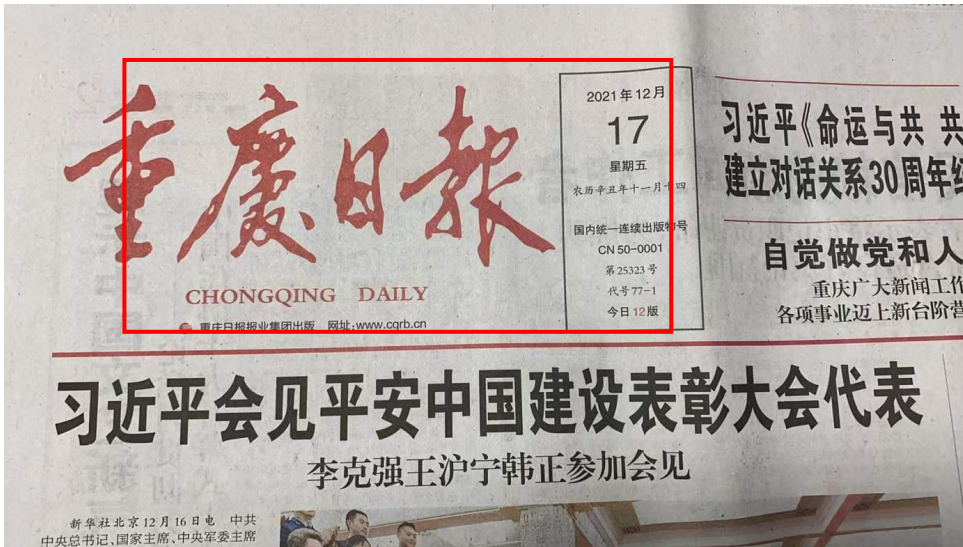 重庆日报
CHONGQING DAILY
重庆日报报业集团出版 网址:www.cqrb.cn
2021年12月
17
星期五
农历辛丑年十一月十四
国内统一连续出版物号
CN 50-0001
第25323号
代号77-1
今日12版
习近平《命运与共 共
建立对话关系30周年纪
自觉做党和人
重庆广大新闻工作
各项事业迈上新台阶营
习近平会见平安中国建设表彰大会代表
李克强王沪宁韩正参加会见
新华社北京12月16日电 中共
中央总书记、国家主席、中央军委主席